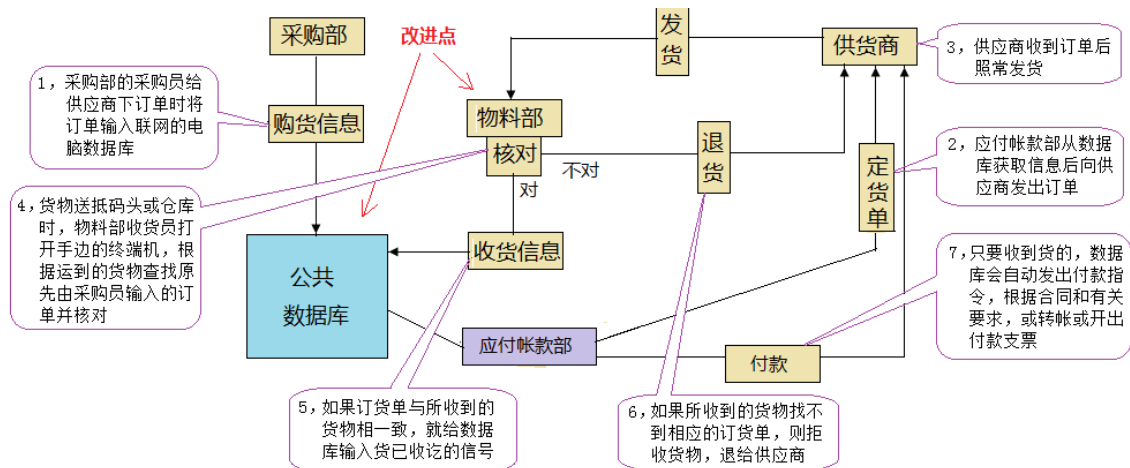 采购部
改进点
发货
供货商
3，供应商收到订单后
照常发货
1，采购部的采购员给
供应商下订单时将
订单输入联网的电
脑数据库
购货信息
物料部
核对
不对
对
退货
定货单
2，应付帐款部从数据
库获取信息后向供
应商发出订单
4，货物送抵码头或仓库
时，物料部收货员打
开手边的终端机，根
据运到的货物查找原
先由采购员输入的订
单并核对
收货信息
公共
数据库
7，只要收到货的，数据
库会自动发出付款指
令，根据合同和有关
要求，或转帐或开出
付款支票
应付帐款部
付款
5，如果订货单与所收到的
货物相一致，就给数据
库输入货已收讫的信号
6，如果所收到的货物找不
到相应的订货单，则拒
收货物，退给供应商